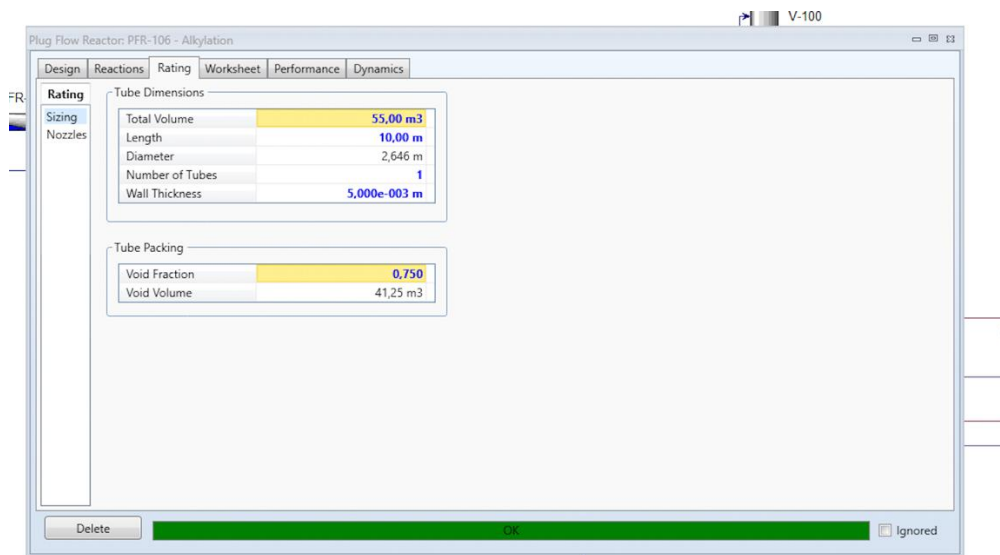 V-100
Plug Flow Reactor: PFR-106 - Alkylation
Design Reactions Rating Worksheet Performance Dynamics
FR-
Rating
Sizing
Nozzles
Tube Dimensions
Total Volume 55,00 m3
Length 10,00 m
Diameter 2,646 m
Number of Tubes 1
Wall Thickness 5,000e-003 m
Tube Packing
Void Fraction 0,750
Void Volume 41,25 m3
Delete
OK
Ignored